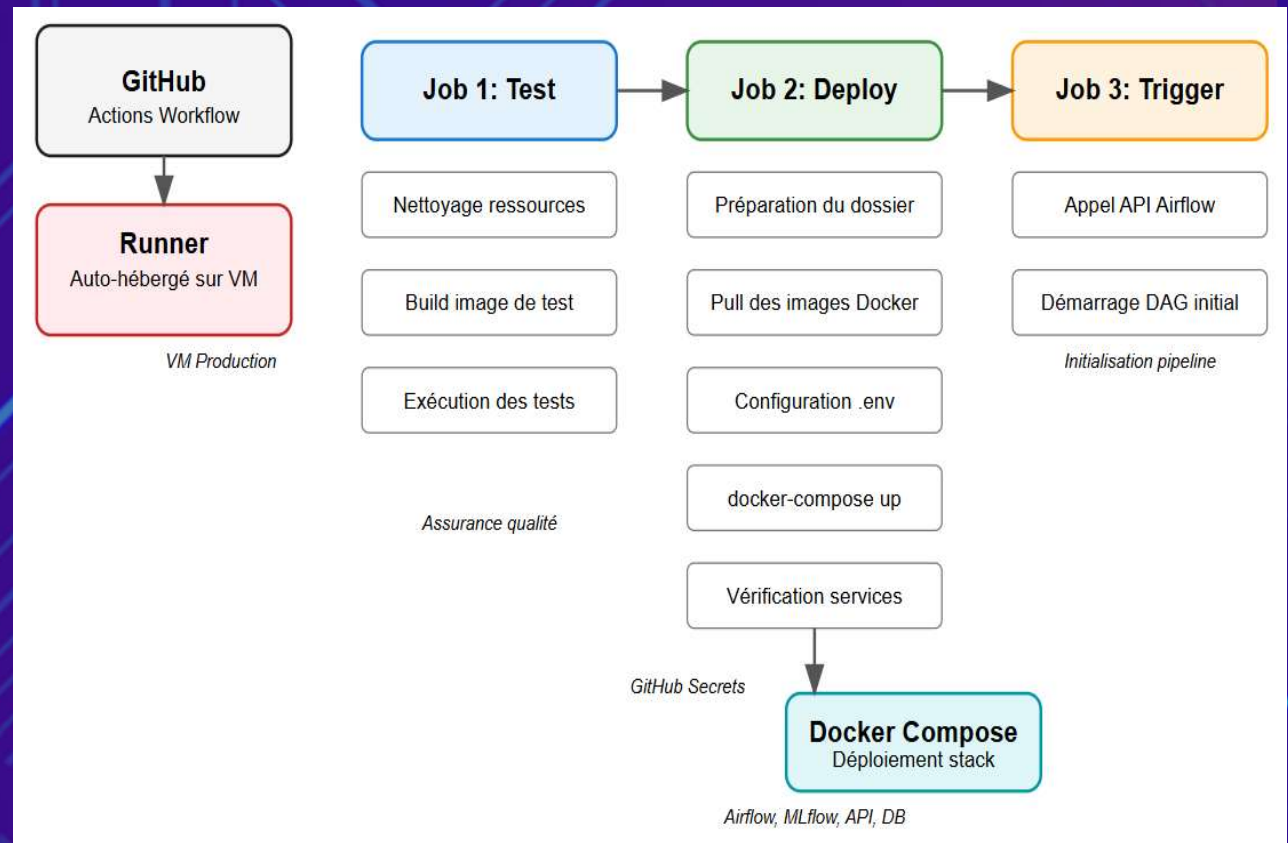 GitHub
Actions Workflow
Runner
Auto-hébergé sur VM
VM Production
Job 1: Test
Nettoyage ressources
Build image de test
Exécution des tests
Assurance qualité
Job 2: Deploy
Préparation du dossier
Pull des images Docker
Configuration .env
docker-compose up
Vérification services
GitHub Secrets
Docker Compose
Déploiement stack
Airflow, MLflow, API, DB
Job 3: Trigger
Appel API Airflow
Démarrage DAG initial
Initialisation pipeline